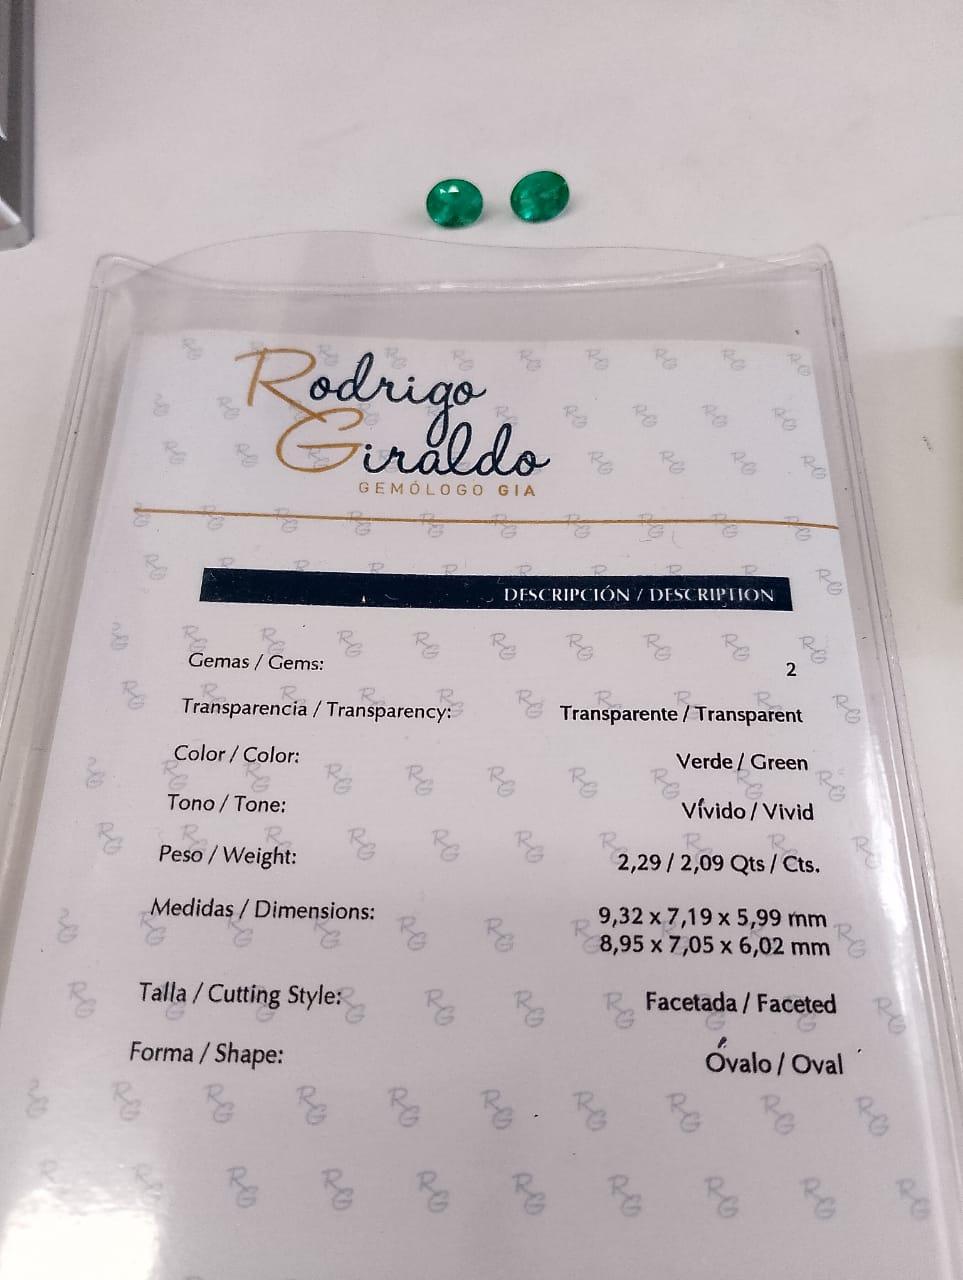 Rodrigo
Giraldo
GEMÓLOGO GIA
DESCRIPCIÓN / DESCRIPTION
Gemas / Gems: 2
Transparencia / Transparency: Transparente / Transparent
Color / Color: Verde / Green
Tono / Tone: Vívido / Vivid
Peso / Weight: 2,29 / 2,09 Qts / Cts.
Medidas / Dimensions: 9,32 x 7,19 x 5,99 mm
8,95 x 7,05 x 6,02 mm
Talla / Cutting Style: Facetada / Faceted
Forma / Shape: Óvalo / Oval